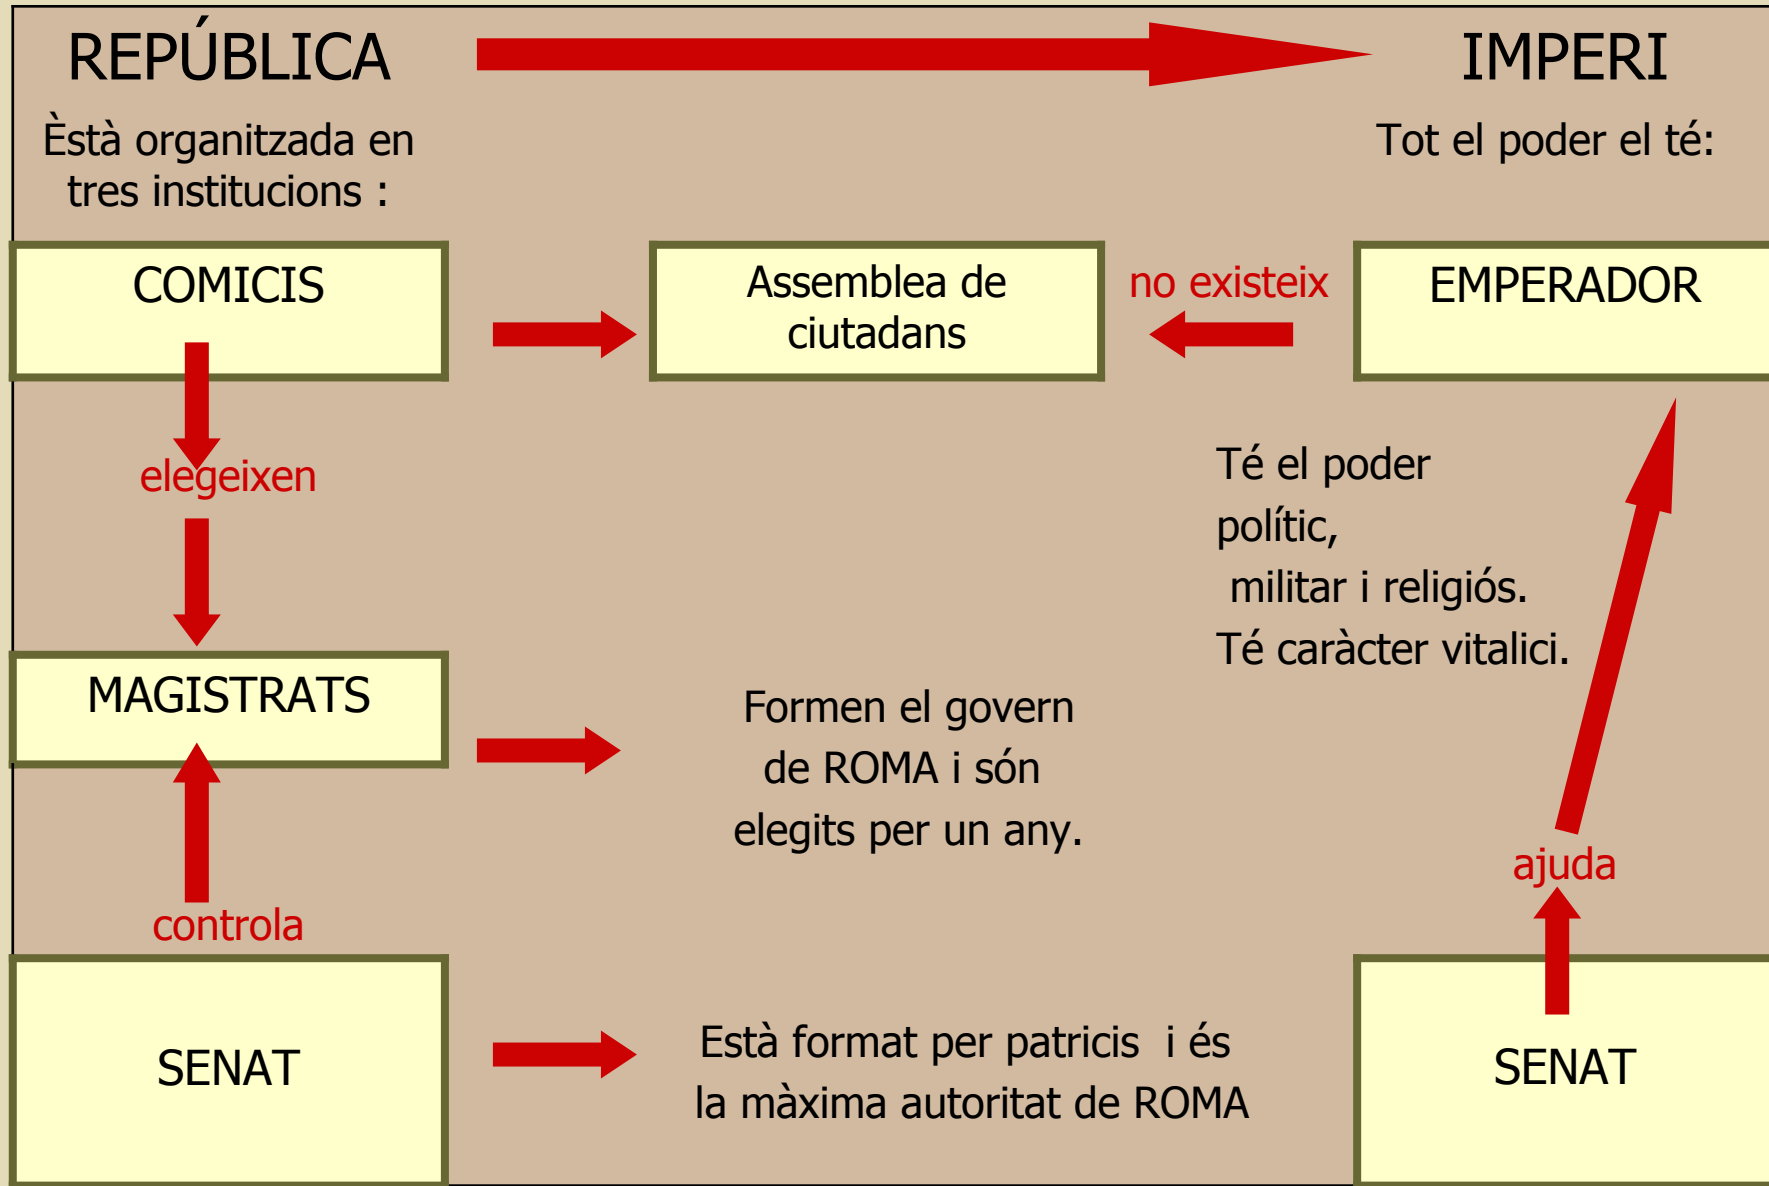 REPÚBLICA
Èstà organitzada en
tres institucions :
IMPERI
Tot el poder el té:
COMICIS
Assemblea de
ciutadans
no existeix
EMPERADOR
elegeixen
Té el poder
polític,
militar i religiós.
Té caràcter vitalici.
MAGISTRATS
Formen el govern
de ROMA i són
elegits per un any.
controla
ajuda
SENAT
Està format per patricis  i és
la màxima autoritat de ROMA
SENAT